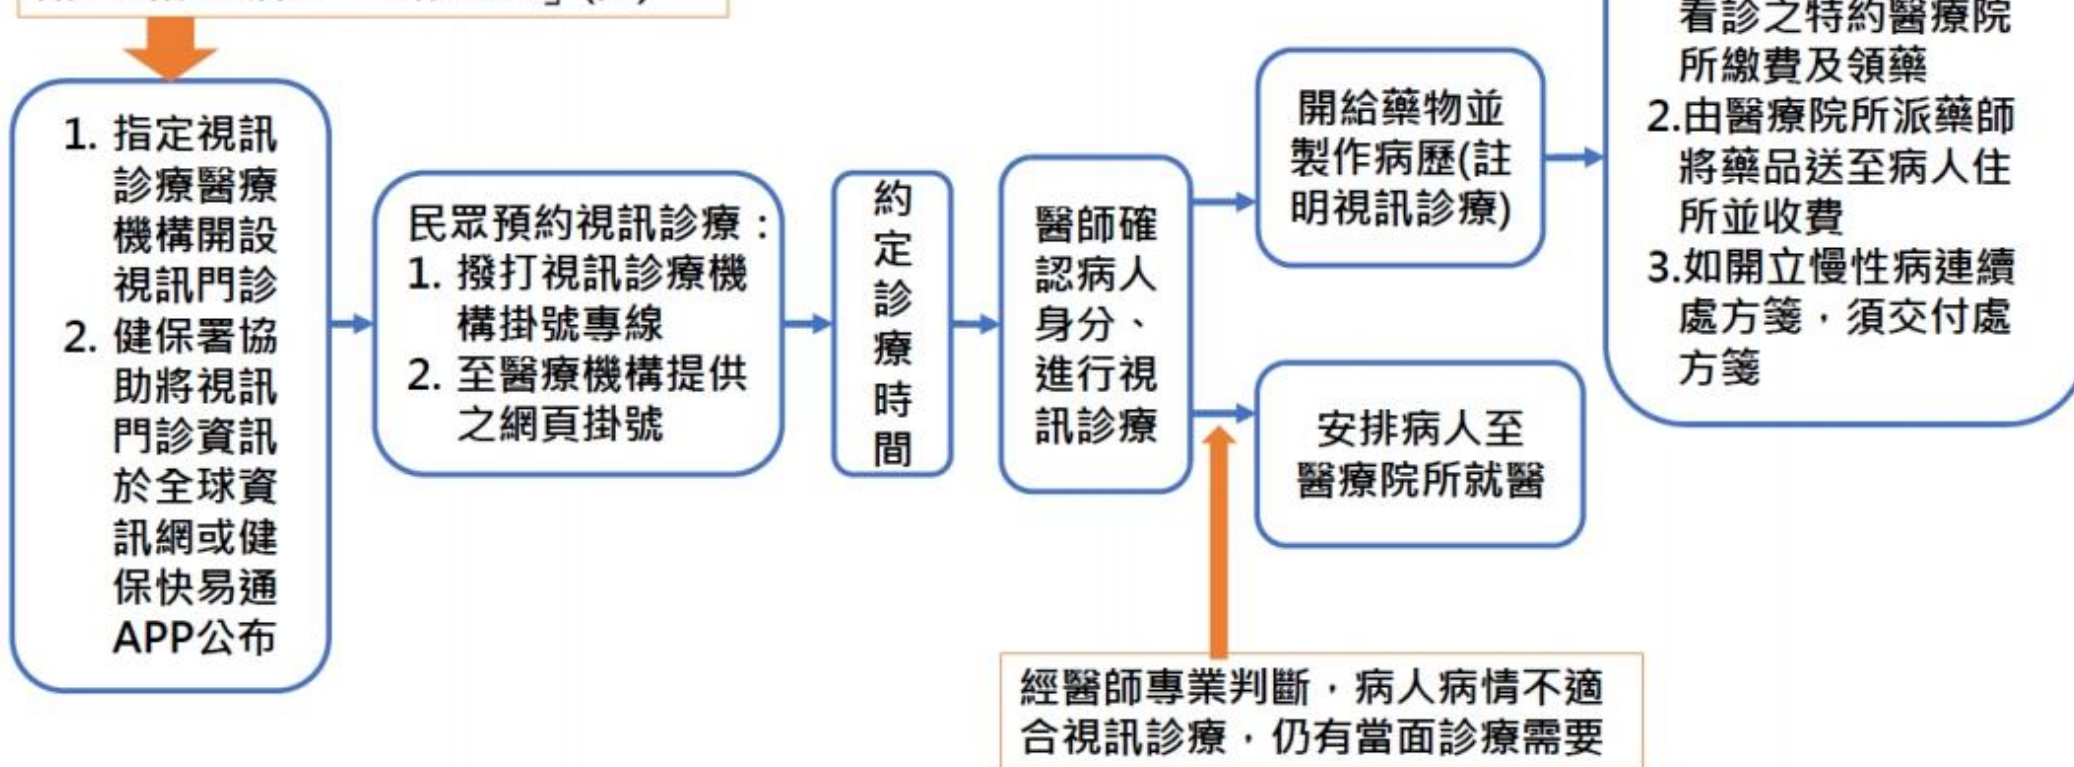 1. 指定視訊
診療醫療
機構開設
視訊門診
2. 健保署協
助將視訊
門診資訊
於全球資
訊網或健
保快易通
APP公布
民眾預約視訊診療：
1. 撥打視訊診療機
構掛號專線
2. 至醫療機構提供
之網頁掛號
約
定
診
療
時
間
醫師確
認病人
身分、
進行視
訊診療
開給藥物並
製作病歷(註
明視訊診療)
安排病人至
醫療院所就醫
看診之特約醫療院
所繳費及領藥
2.由醫療院所派藥師
將藥品送至病人住
所並收費
3.如開立慢性病連續
處方箋，須交付處
方箋
經醫師專業判斷，病人病情不適
合視訊診療，仍有當面診療需要